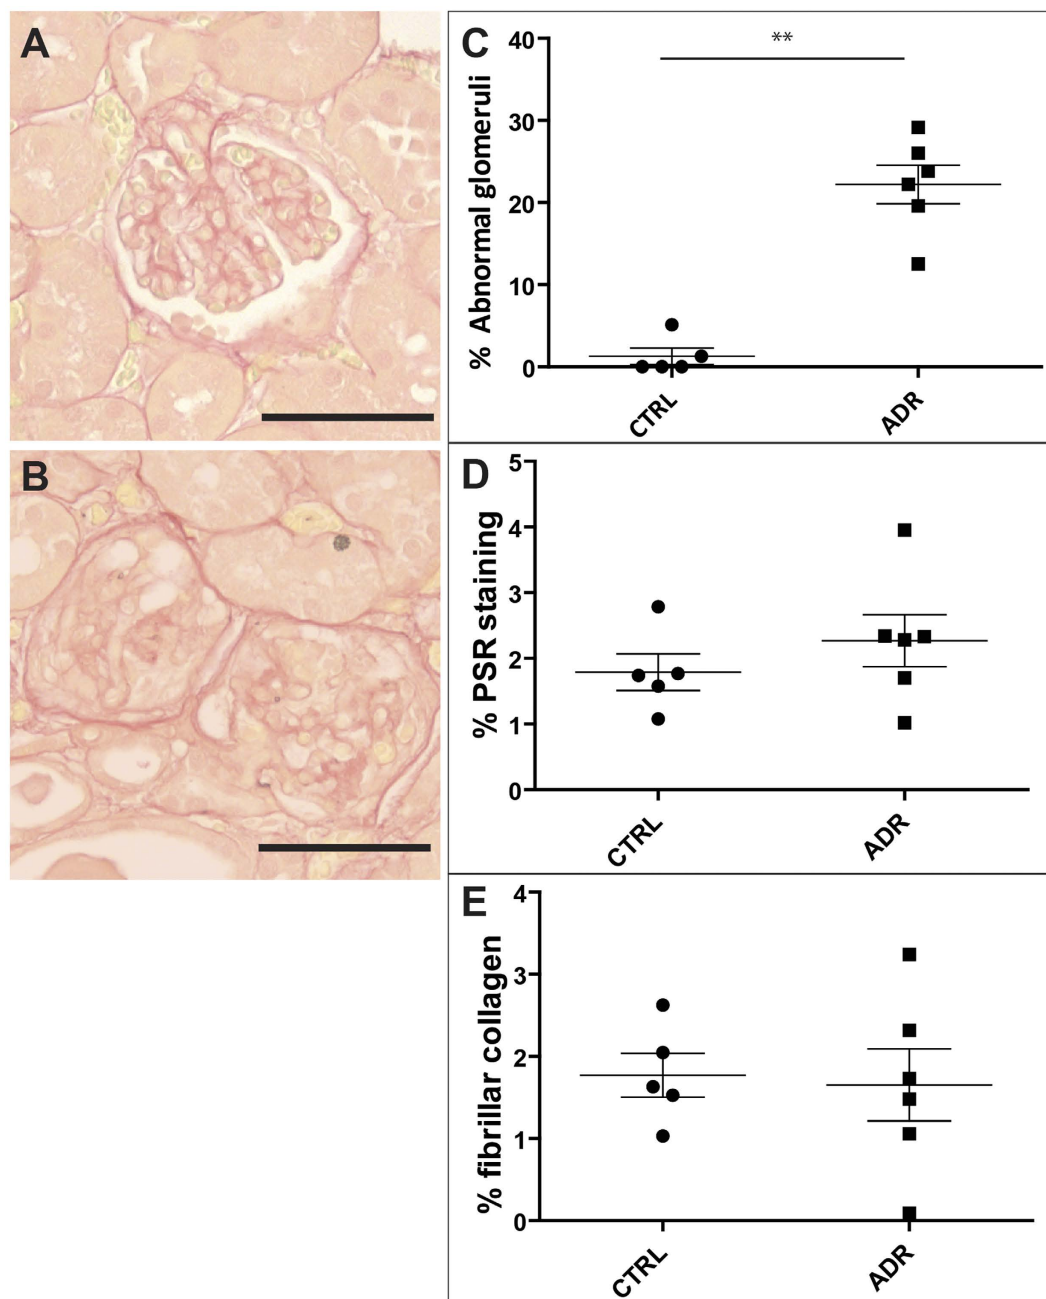 A
B
C
% Abnormal glomeruli
40
30
20
10
0
**
CTRL
ADR
D
% PSR staining
5
4
3
2
1
0
CTRL
ADR
E
% fibrillar collagen
4
3
2
1
0
CTRL
ADR